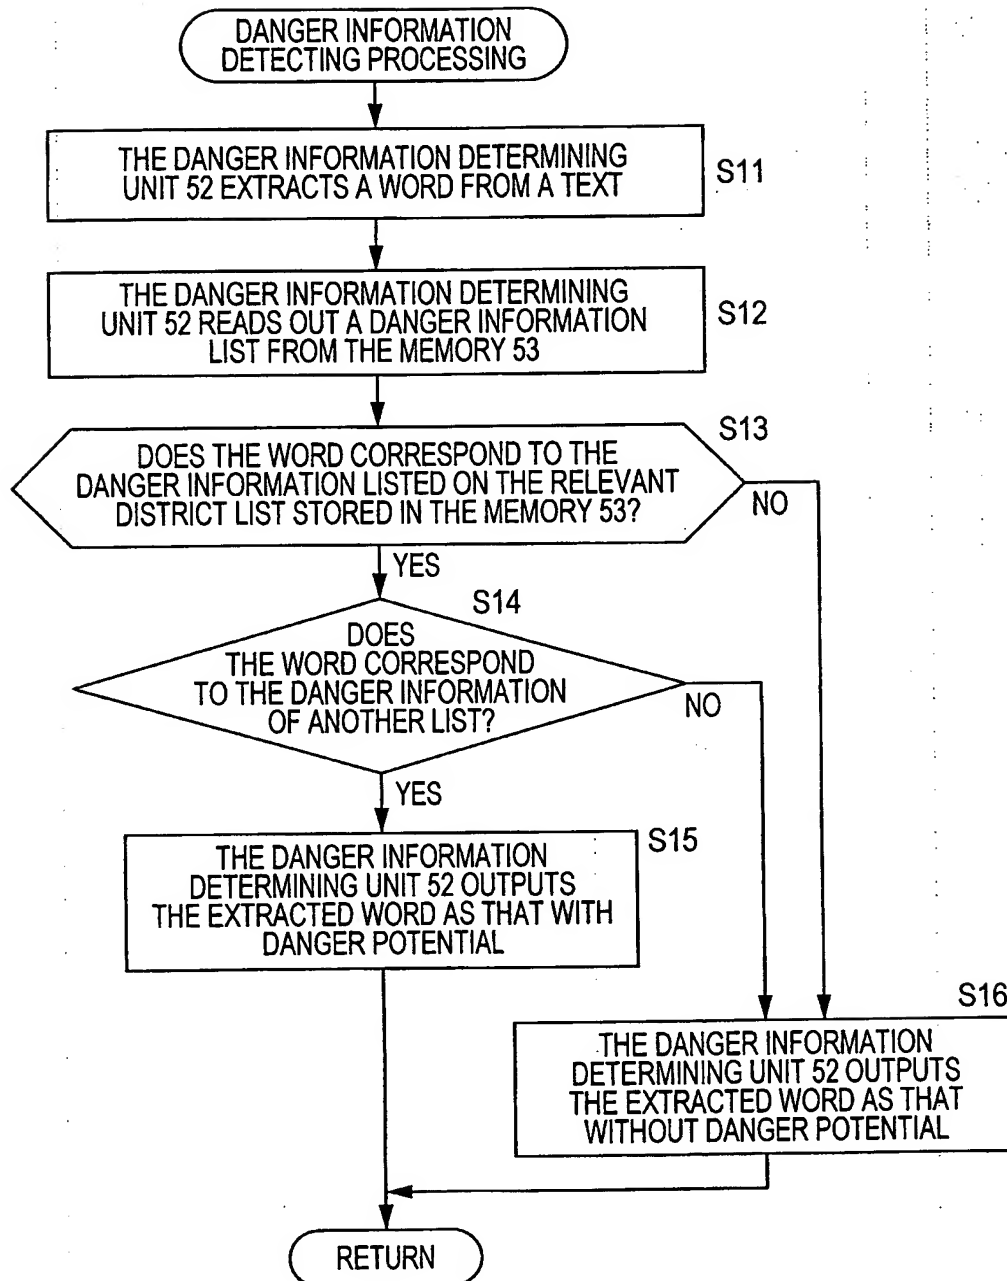 DANGER INFORMATION
DETECTING PROCESSING
THE DANGER INFORMATION DETERMINING
UNIT 52 EXTRACTS A WORD FROM A TEXT
S11
THE DANGER INFORMATION DETERMINING
UNIT 52 READS OUT A DANGER INFORMATION
LIST FROM THE MEMORY 53
S12
S13
DOES THE WORD CORRESPOND TO THE
DANGER INFORMATION LISTED ON THE RELEVANT
DISTRICT LIST STORED IN THE MEMORY 53?
NO
YES
S14
DOES
THE WORD CORRESPOND
TO THE DANGER INFORMATION
OF ANOTHER LIST?
NO
YES
S15
THE DANGER INFORMATION
DETERMINING UNIT 52 OUTPUTS
THE EXTRACTED WORD AS THAT WITH
DANGER POTENTIAL
S16
THE DANGER INFORMATION
DETERMINING UNIT 52 OUTPUTS
THE EXTRACTED WORD AS THAT
WITHOUT DANGER POTENTIAL
RETURN